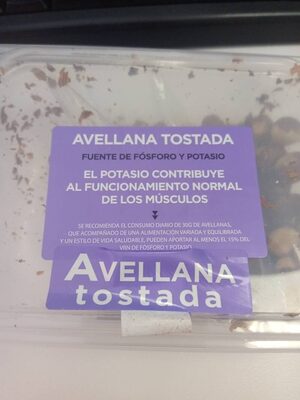 AVELLANA TOSTADA
FUENTE DE FÓSFORO Y POTASIO
EL POTASIO CONTRIBUYE
AL FUNCIONAMIENTO NORMAL
DE LOS MÚSCULOS
SE RECOMIENDA EL CONSUMO DIARIO DE 30G DE AVELLANAS,
QUE ACOMPAÑADO DE UNA ALIMENTACIÓN VARIADA Y EQUILIBRADA
Y UN ESTILO DE VIDA SALUDABLE, PUEDEN APORTAR AL MENOS EL 15% DEL
VRN DE FÓSFORO Y POTASIO
AVELLANA
tostada